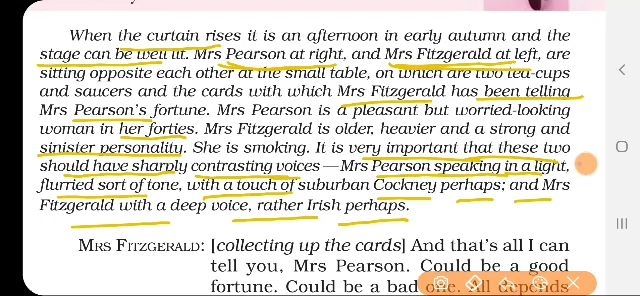 When the curtain rises it is an afternoon in early autumn and the
stage can be well lit. Mrs Pearson at right, and Mrs Fitzgerald at left, are
sitting opposite each other at the small table, on which are two tea-cups
and saucers and the cards with which Mrs Fitzgerald has been telling
Mrs Pearson's fortune. Mrs Pearson is a pleasant but worried-looking
woman in her forties. Mrs Fitzgerald is older, heavier and a strong and
sinister personality. She is smoking. It is very important that these two
should have sharply contrasting voices—Mrs Pearson speaking in a light,
flurried sort of tone, with a touch of suburban Cockney perhaps; and Mrs
Fitzgerald with a deep voice, rather Irish perhaps.
MRS FITZGERALD: [collecting up the cards] And that's all I can
tell you, Mrs Pearson. Could be a good
fortune. Could be a bad one. All depends